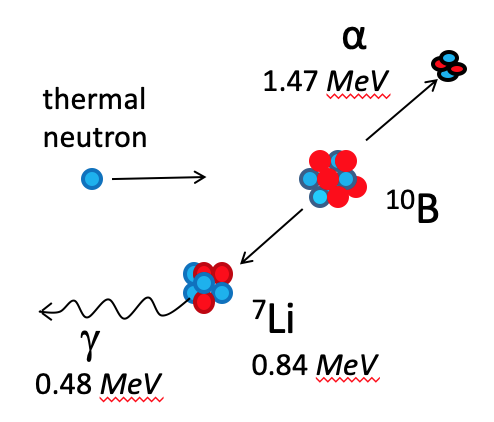 α
1.47 MeV
thermal
neutron
¹⁰B
⁷Li
0.84 MeV
γ
0.48 MeV